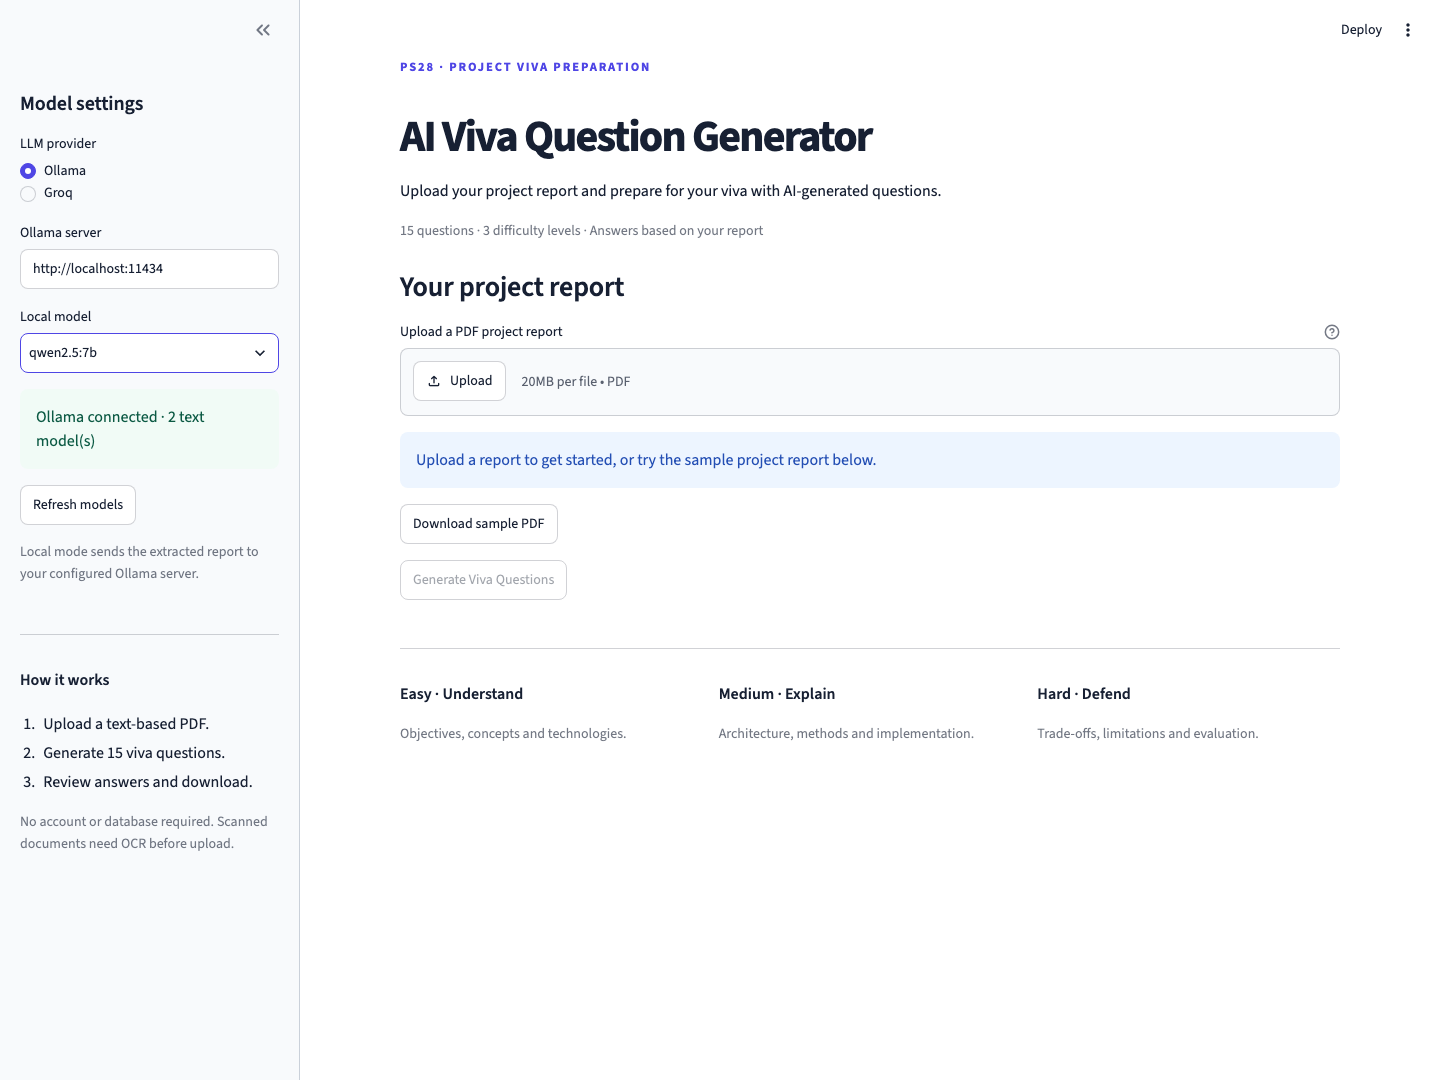 Deploy
Model settings
LLM provider
Ollama
Groq
Ollama server
http://localhost:11434
Local model
qwen2.5:7b
Ollama connected · 2 text
model(s)
Refresh models
Local mode sends the extracted report to
your configured Ollama server.
How it works
1. Upload a text-based PDF.
2. Generate 15 viva questions.
3. Review answers and download.
No account or database required. Scanned
documents need OCR before upload.
PS28 · PROJECT VIVA PREPARATION
AI Viva Question Generator
Upload your project report and prepare for your viva with AI-generated questions.
15 questions · 3 difficulty levels · Answers based on your report
Your project report
Upload a PDF project report
Upload 20MB per file • PDF
Upload a report to get started, or try the sample project report below.
Download sample PDF
Generate Viva Questions
Easy · Understand
Objectives, concepts and technologies.
Medium · Explain
Architecture, methods and implementation.
Hard · Defend
Trade-offs, limitations and evaluation.